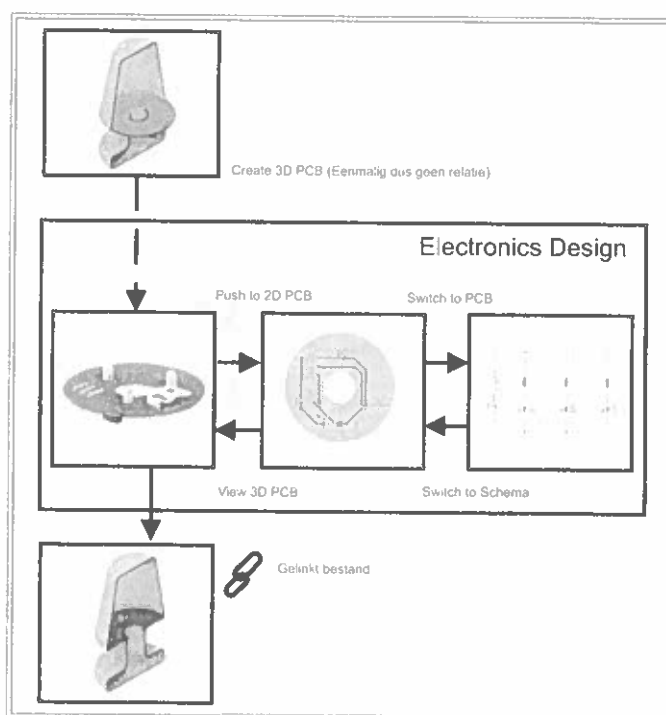 Create 3D PCB (Eenmalig dus geen relatie)
Electronics Design
Push to 2D PCB
Switch to PCB
View 3D PCB
Switch to Schema
Gelinkt bestand